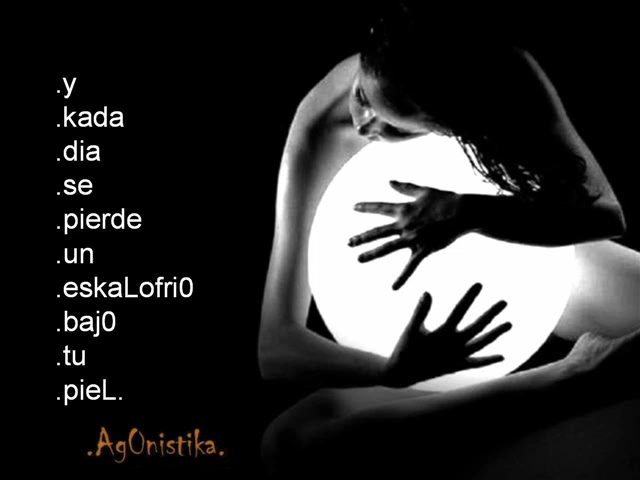 .y
.kada
.dia
.se
.pierde
.un
.eskaLofri0
.baj0
.tu
.pieL.
.AgOnistika.